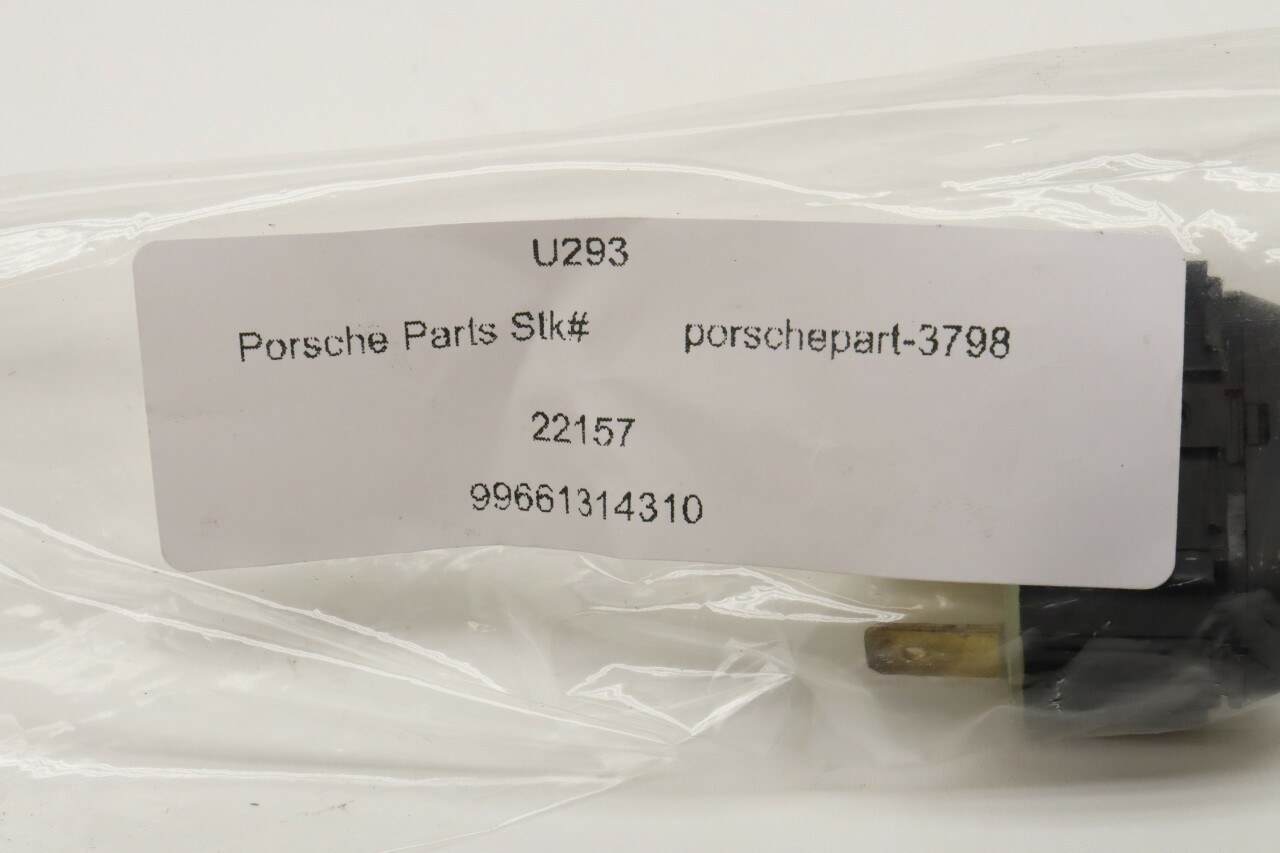 U293
Porsche Parts Stk# porschepart-3798
22157
99661314310